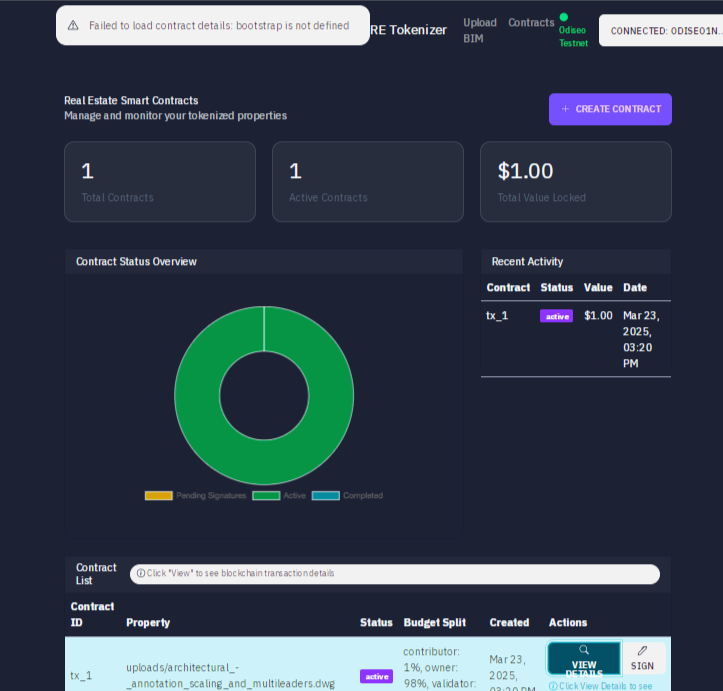 Failed to load contract details: bootstrap is not defined
RE Tokenizer
Upload BIM
Contracts
Odiseo Testnet
CONNECTED: ODISEO1N...
Real Estate Smart Contracts
Manage and monitor your tokenized properties
+ CREATE CONTRACT
1
Total Contracts
1
Active Contracts
$1.00
Total Value Locked
Contract Status Overview
Pending Signatures Active Completed
Recent Activity
Contract Status Value Date
tx_1 active $1.00 Mar 23,
2025,
03:20
PM
Contract
List
Click "View" to see blockchain transaction details
Contract
ID Property Status Budget Split Created Actions
tx_1
uploads/architectural_-
_annotation_scaling_and_multileaders.dwg
active
contributor:
1%, owner:
98%, validator:
Mar 23,
2025,
03:20 PM
VIEW
DETAILS
SIGN
Click View Details to see